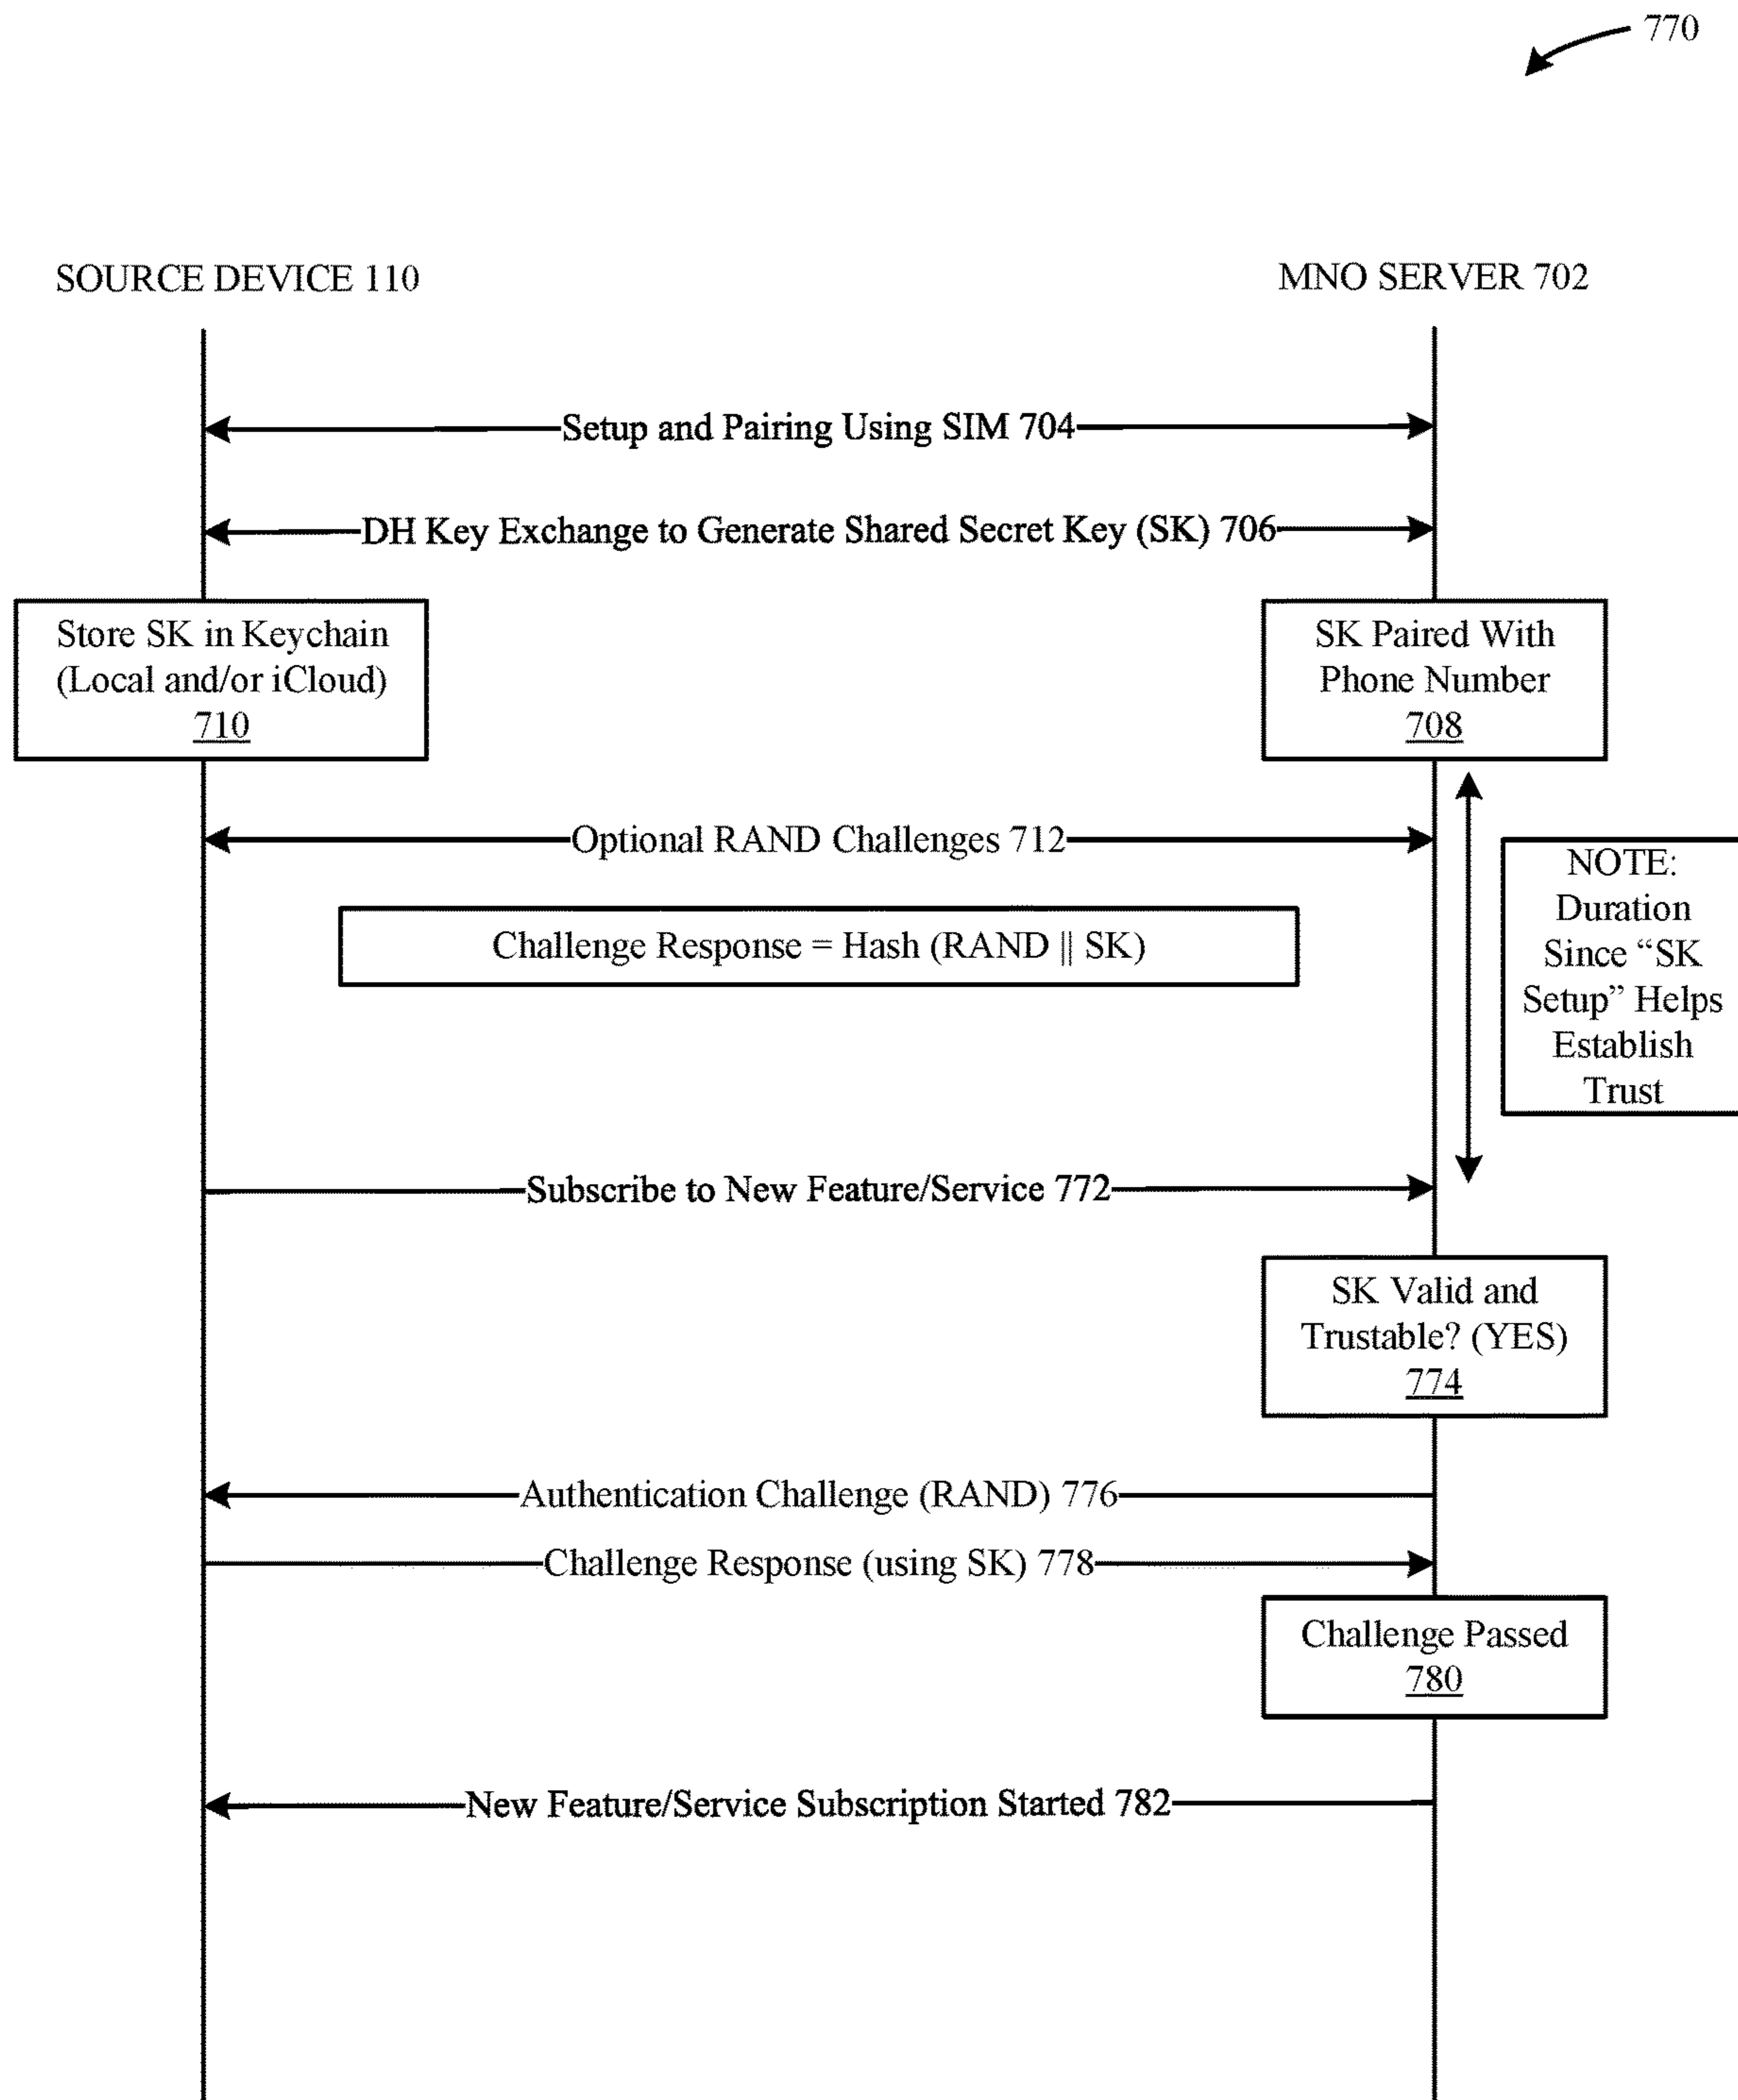 770
SOURCE DEVICE 110
MNO SERVER 702
Setup and Pairing Using SIM 704
DH Key Exchange to Generate Shared Secret Key (SK) 706
Store SK in Keychain
(Local and/or iCloud)
710
SK Paired With
Phone Number
708
Optional RAND Challenges 712
NOTE:
Duration
Since “SK
Setup” Helps
Establish
Trust
Challenge Response = Hash (RAND || SK)
Subscribe to New Feature/Service 772
SK Valid and
Trustable? (YES)
774
Authentication Challenge (RAND) 776
Challenge Response (using SK) 778
Challenge Passed
780
New Feature/Service Subscription Started 782